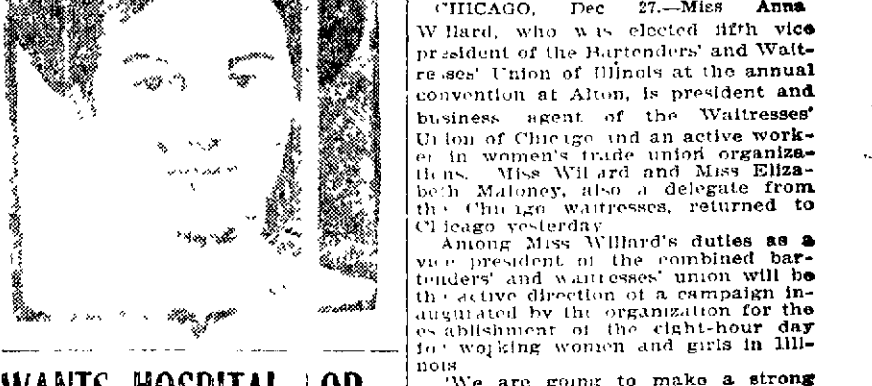 CHICAGO, Dec 27.—Miss Anna
Willard, who was elected fifth vice
president of the Bartenders' and Wait-
resses' Union of Illinois at the annual
convention at Alton, is president and
business agent of the Waitresses'
Union of Chicago and an active work-
er in women's trade union organiza-
tions. Miss Willard and Miss Eliza-
beth Maloney, also a delegate from
the Chicago waitresses, returned to
Chicago yesterday
Among Miss Willard's duties as a
vice president of the combined bar-
tenders' and waitresses' union will be
the active direction of a campaign in-
augurated by the organization for the
establishment of the eight-hour day
for working women and girls in Illi-
nois
"We are going to make a strong
WANTS HOSPITAL FOR